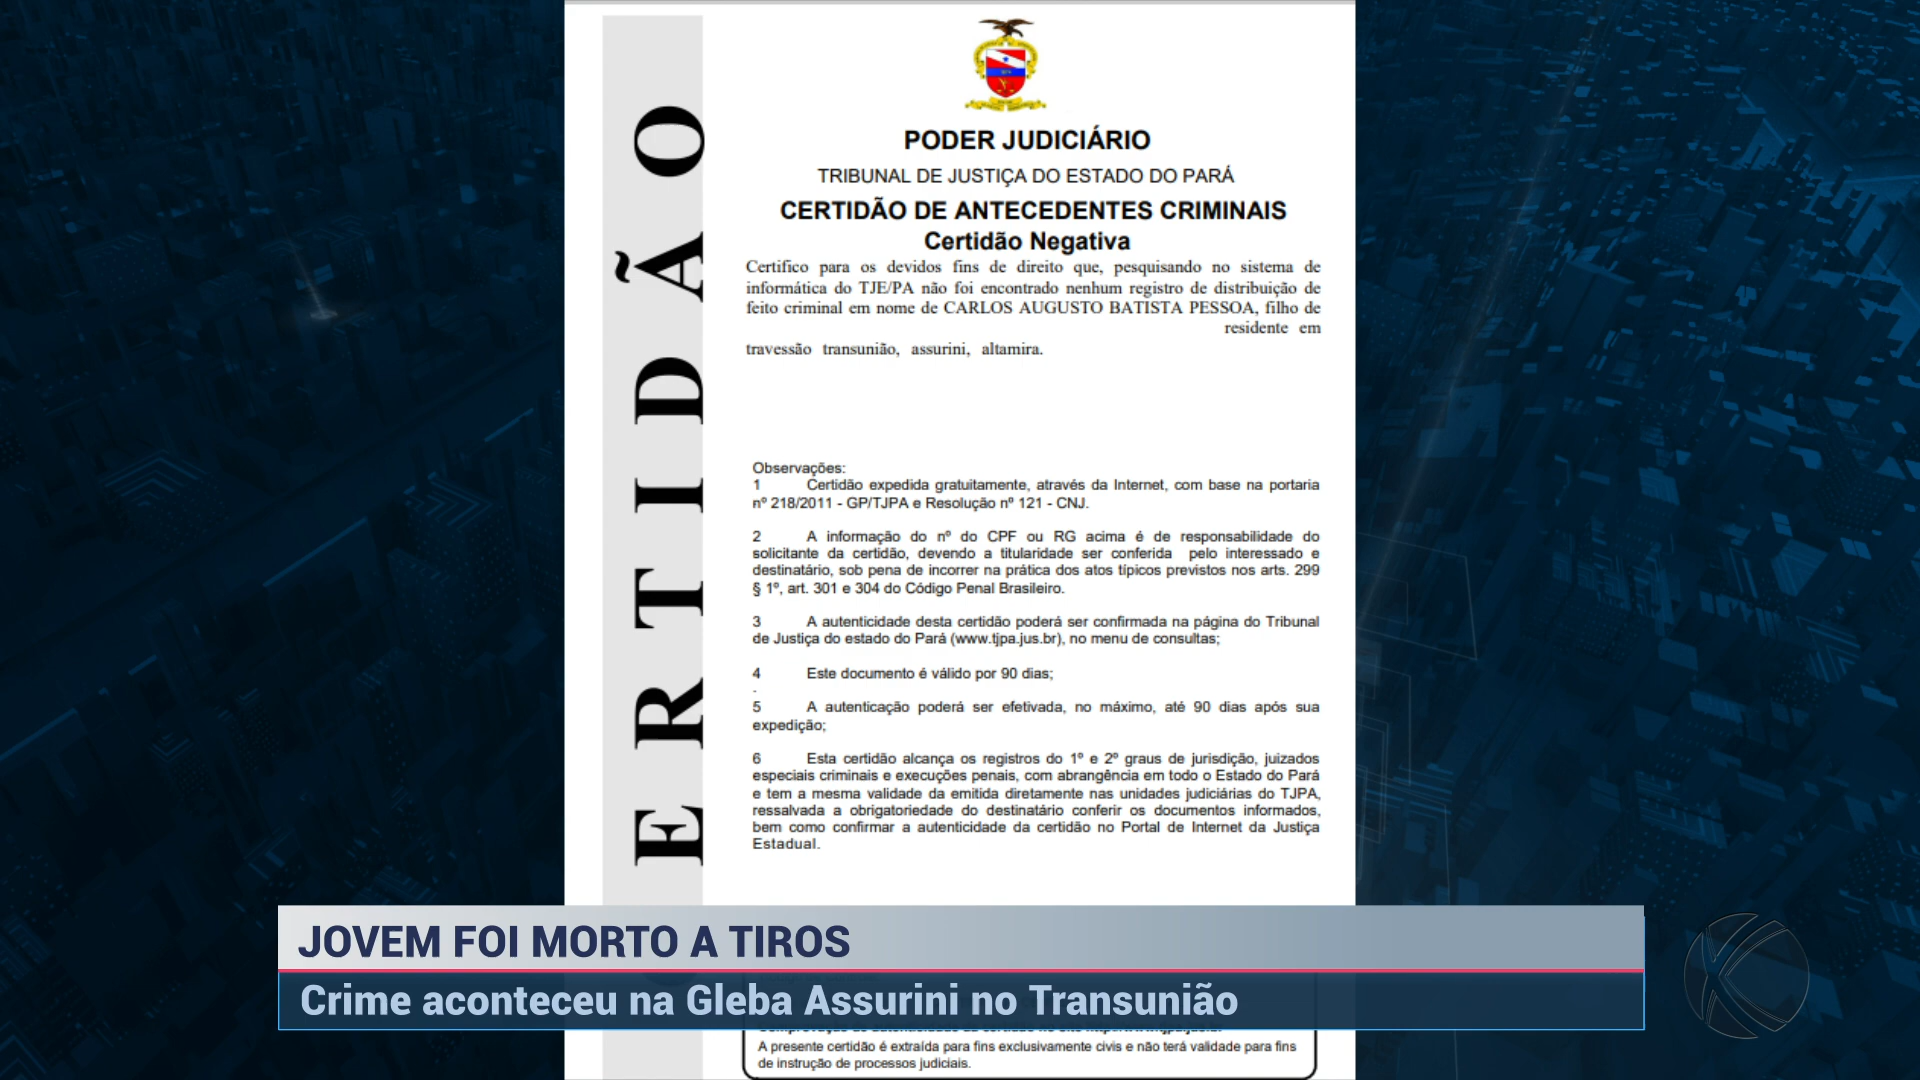 PODER JUDICIÁRIO
TRIBUNAL DE JUSTIÇA DO ESTADO DO PARÁ
CERTIDÃO DE ANTECEDENTES CRIMINAIS
Certidão Negativa
Certifico para os devidos fins de direito que, pesquisando no sistema de
informática do TJE/PA não foi encontrado nenhum registro de distribuição de
feito criminal em nome de CARLOS AUGUSTO BATISTA PESSOA, filho de
residente em
travessão transunião, assurini, altamira.
ERTIDÃO
Observações:
1 Certidão expedida gratuitamente, através da Internet, com base na portaria
nº 218/2011 - GP/TJPA e Resolução nº 121 - CNJ.
2 A informação do nº do CPF ou RG acima é de responsabilidade do
solicitante da certidão, devendo a titularidade ser conferida pelo interessado e
destinatário, sob pena de incorrer na prática dos atos típicos previstos nos arts. 299
§ 1º, art. 301 e 304 do Código Penal Brasileiro.
3 A autenticidade desta certidão poderá ser confirmada na página do Tribunal
de Justiça do estado do Pará (www.tjpa.jus.br), no menu de consultas;
4 Este documento é válido por 90 dias;
.
5 A autenticação poderá ser efetivada, no máximo, até 90 dias após sua
expedição;
6 Esta certidão alcança os registros do 1º e 2º graus de jurisdição, juizados
especiais criminais e execuções penais, com abrangência em todo o Estado do Pará
e tem a mesma validade da emitida diretamente nas unidades judiciárias do TJPA,
ressalvada a obrigatoriedade do destinatário conferir os documentos informados,
bem como confirmar a autenticidade da certidão no Portal de Internet da Justiça
Estadual.
JOVEM FOI MORTO A TIROS
Crime aconteceu na Gleba Assurini no Transunião
A presente certidão é extraída para fins exclusivamente civis e não terá validade para fins
de instrução de processos judiciais.